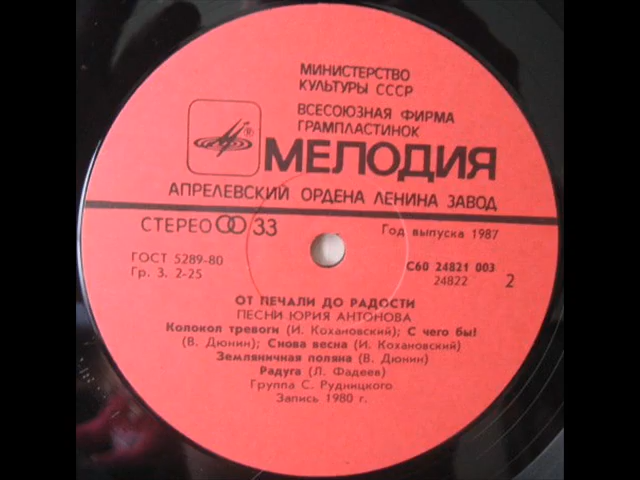 МИНИСТЕРСТВО
КУЛЬТУРЫ СССР
ВСЕСОЮЗНАЯ ФИРМА
ГРАМПЛАСТИНОК
®
МЕЛОДИЯ
АПРЕЛЕВСКИЙ ОРДЕНА ЛЕНИНА ЗАВОД
СТЕРЕО 33
Год выпуска 1987
ГОСТ 5289-80
Гр. 3. 2-25
С60 24821 003
24822
2
ОТ ПЕЧАЛИ ДО РАДОСТИ
ПЕСНИ ЮРИЯ АНТОНОВА
Колокол тревоги (И. Кохановский); С чего бы!
(В. Дюнин); Снова весна (И. Кохановский)
Земляничная поляна (В. Дюнин)
Радуга (Л. Фадеев)
Группа С. Рудницкого
Запись 1980 г.